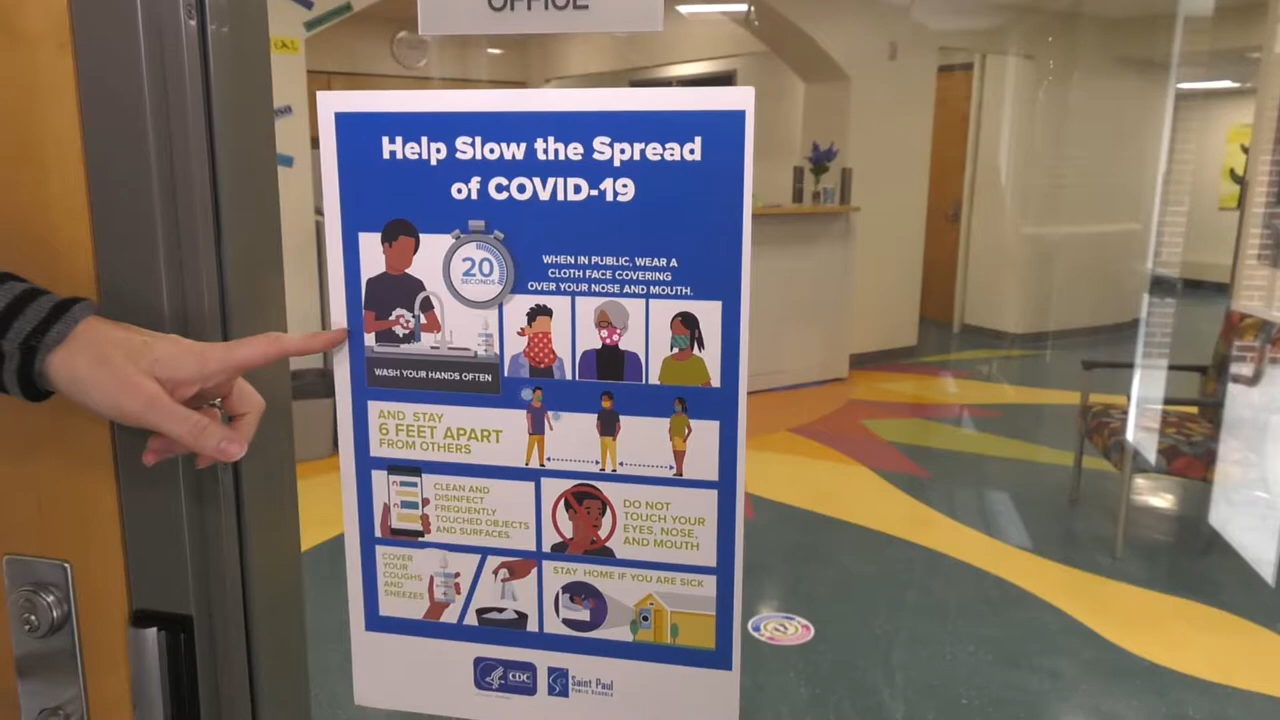 OFFICE
Help Slow the Spread
of COVID-19
20
SECONDS
WHEN IN PUBLIC, WEAR A
CLOTH FACE COVERING
OVER YOUR NOSE AND MOUTH.
WASH YOUR HANDS OFTEN
AND STAY
6 FEET APART
FROM OTHERS
CLEAN AND
DISINFECT
FREQUENTLY
TOUCHED OBJECTS
AND SURFACES.
DO NOT
TOUCH YOUR
EYES, NOSE,
AND MOUTH
COVER
YOUR
COUGHS
AND
SNEEZES
STAY HOME IF YOU ARE SICK
CDC
Saint Paul
PUBLIC SCHOOLS